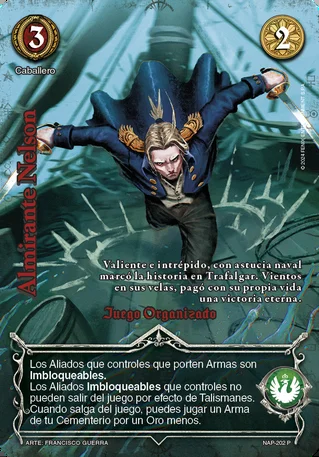 3
2
Caballero
Almirante Nelson
Valiente e intrépido, con astucia naval
marcó la historia en Trafalgar. Vientos
en sus velas, pagó con su propia vida
una victoria eterna.
Juego Organizado
Los Aliados que controles que porten Armas son
Imbloqueables.
Los Aliados Imbloqueables que controles no
pueden salir del juego por efecto de Talismanes.
Cuando salga del juego, puedes jugar un Arma
de tu Cementerio por un Oro menos.
ARTE: FRANCISCO GUERRA
NAP-202 P